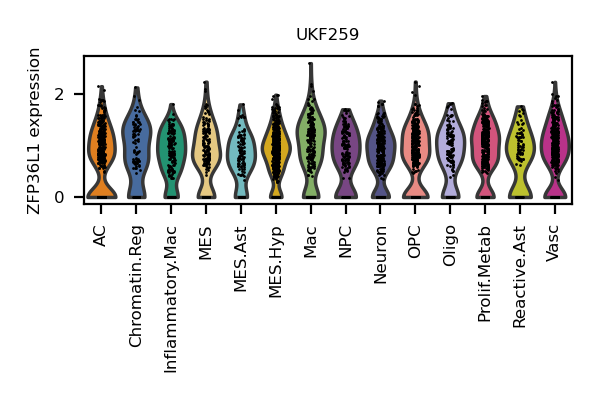 UKF259
ZFP36L1 expression
2
0
AC
Chromatin.Reg
Inflammatory.Mac
MES
MES.Ast
MES.Hyp
Mac
NPC
Neuron
OPC
Oligo
Prolif.Metab
Reactive.Ast
Vasc